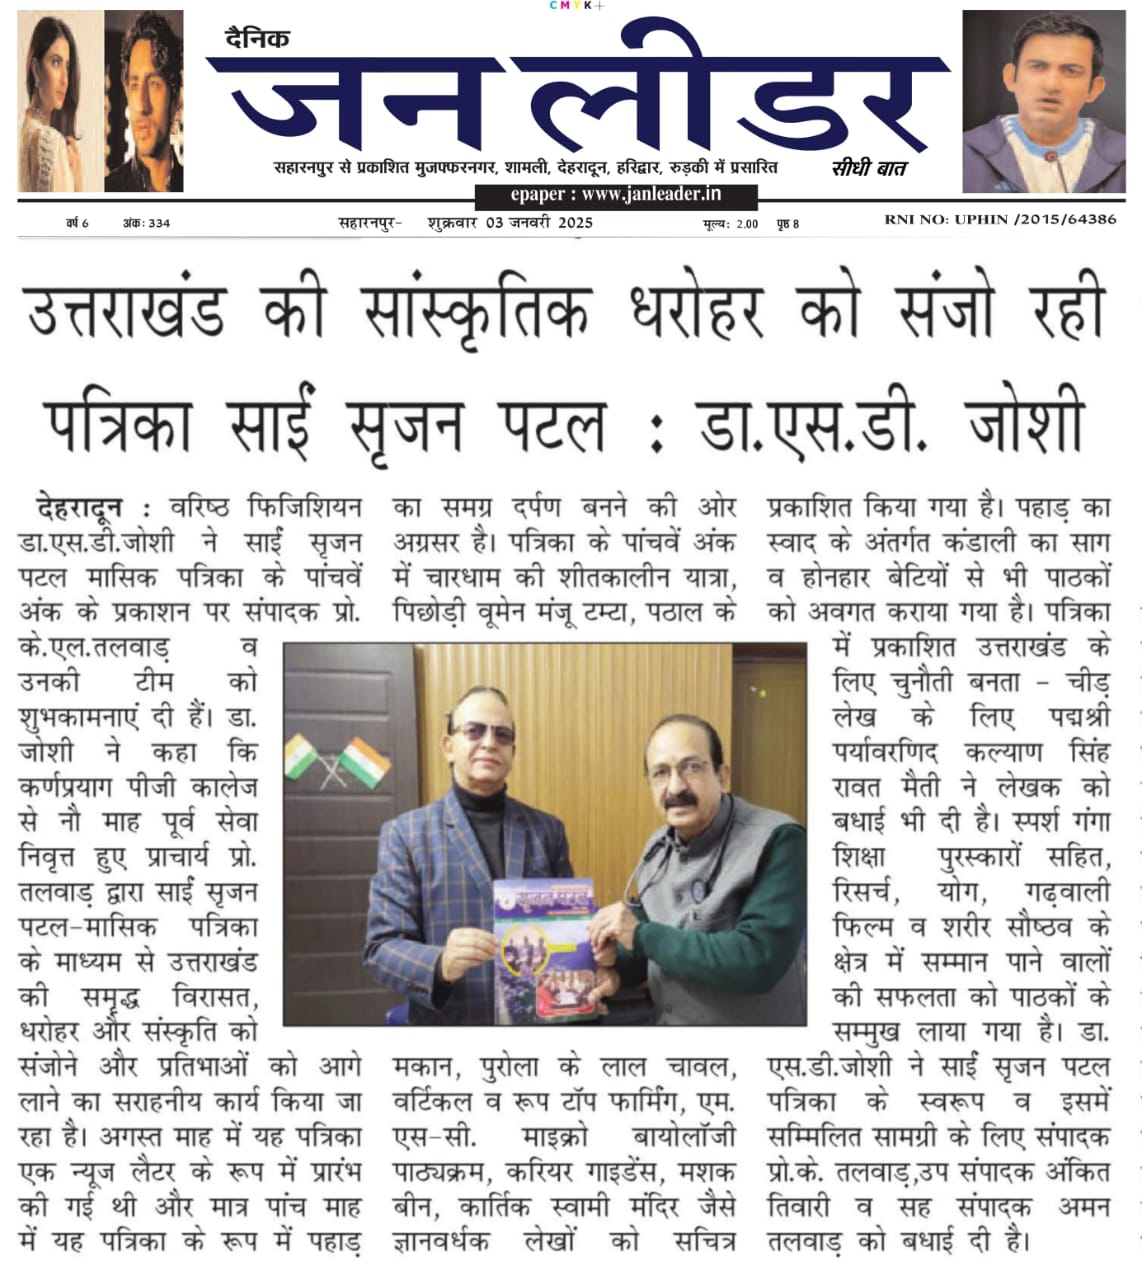 CMYK+
दैनिक
जन लीडर
सहारनपुर से प्रकाशित मुजफ्फरनगर, शामली, देहरादून, हरिद्वार, रुड़की में प्रसारित
सीधी बात
epaper : www.janleader.in
वर्ष 6 अंक: 334 सहारनपुर- शुक्रवार 03 जनवरी 2025 मूल्य: 2.00 पृष्ठ 8 RNI NO: UPHIN /2015/64386
उत्तराखंड की सांस्कृतिक धरोहर को संजो रही
पत्रिका साईं सृजन पटल : डा.एस.डी. जोशी
देहरादून : वरिष्ठ फिजिशियन
डा.एस.डी.जोशी ने साईं सृजन
पटल मासिक पत्रिका के पांचवें
अंक के प्रकाशन पर संपादक प्रो.
के.एल.तलवाड़ व
उनकी टीम को
शुभकामनाएं दी हैं। डा.
जोशी ने कहा कि
कर्णप्रयाग पीजी कालेज
से नौ माह पूर्व सेवा
निवृत्त हुए प्राचार्य प्रो.
तलवाड़ द्वारा साईं सृजन
पटल-मासिक पत्रिका
के माध्यम से उत्तराखंड
की समृद्ध विरासत,
धरोहर और संस्कृति को
संजोने और प्रतिभाओं को आगे
लाने का सराहनीय कार्य किया जा
रहा है। अगस्त माह में यह पत्रिका
एक न्यूज लैटर के रूप में प्रारंभ
की गई थी और मात्र पांच माह
में यह पत्रिका के रूप में पहाड़
का समग्र दर्पण बनने की ओर
अग्रसर है। पत्रिका के पांचवें अंक
में चारधाम की शीतकालीन यात्रा,
पिछोड़ी वूमेन मंजू टम्टा, पठाल के
सृजन पटल
मकान, पुरोला के लाल चावल,
वर्टिकल व रूप टॉप फार्मिंग, एम.
एस-सी. माइक्रो बायोलॉजी
पाठ्यक्रम, करियर गाइडेंस, मशक
बीन, कार्तिक स्वामी मंदिर जैसे
ज्ञानवर्धक लेखों को सचित्र
प्रकाशित किया गया है। पहाड़ का
स्वाद के अंतर्गत कंडाली का साग
व होनहार बेटियों से भी पाठकों
को अवगत कराया गया है। पत्रिका
में प्रकाशित उत्तराखंड के
लिए चुनौती बनता - चीड़
लेख के लिए पद्मश्री
पर्यावरणिद कल्याण सिंह
रावत मैती ने लेखक को
बधाई भी दी है। स्पर्श गंगा
शिक्षा पुरस्कारों सहित,
रिसर्च, योग, गढ़वाली
फिल्म व शरीर सौष्ठव के
क्षेत्र में सम्मान पाने वालों
की सफलता को पाठकों के
सम्मुख लाया गया है। डा.
एस.डी.जोशी ने साईं सृजन पटल
पत्रिका के स्वरूप व इसमें
सम्मिलित सामग्री के लिए संपादक
प्रो.के. तलवाड़,उप संपादक अंकित
तिवारी व सह संपादक अमन
तलवाड़ को बधाई दी है।